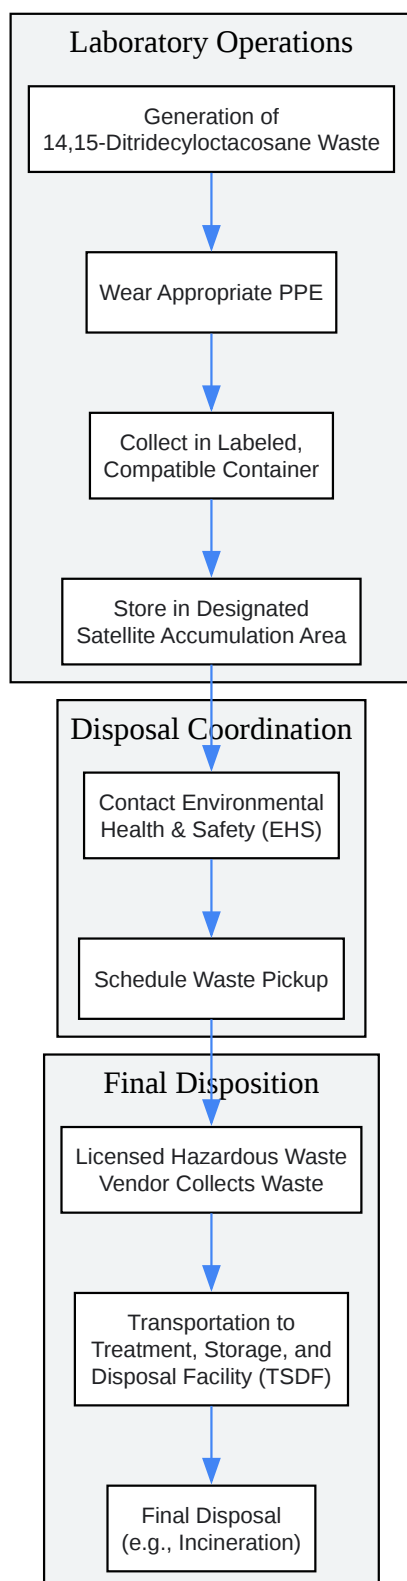 Laboratory Operations
Generation of
14,15-Ditridecyloctacosane Waste
Wear Appropriate PPE
Collect in Labeled,
Compatible Container
Store in Designated
Satellite Accumulation Area
Disposal Coordination
Contact Environmental
Health & Safety (EHS)
Schedule Waste Pickup
Final Disposition
Licensed Hazardous Waste
Vendor Collects Waste
Transportation to
Treatment, Storage, and
Disposal Facility (TSDF)
Final Disposal
(e.g., Incineration)